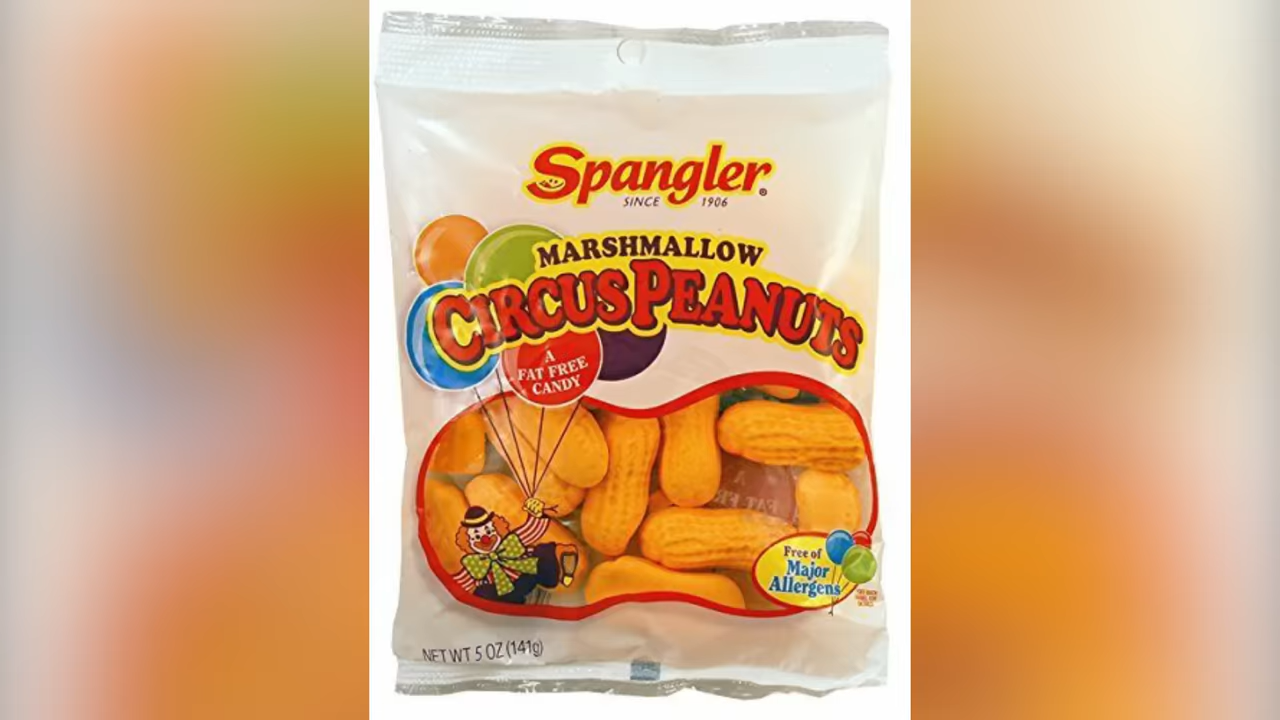 Spangler®
SINCE 1906
MARSHMALLOW
CIRCUS PEANUTS
A
FAT FREE
CANDY
Free of
Major
Allergens
NET WT 5 OZ (141g)